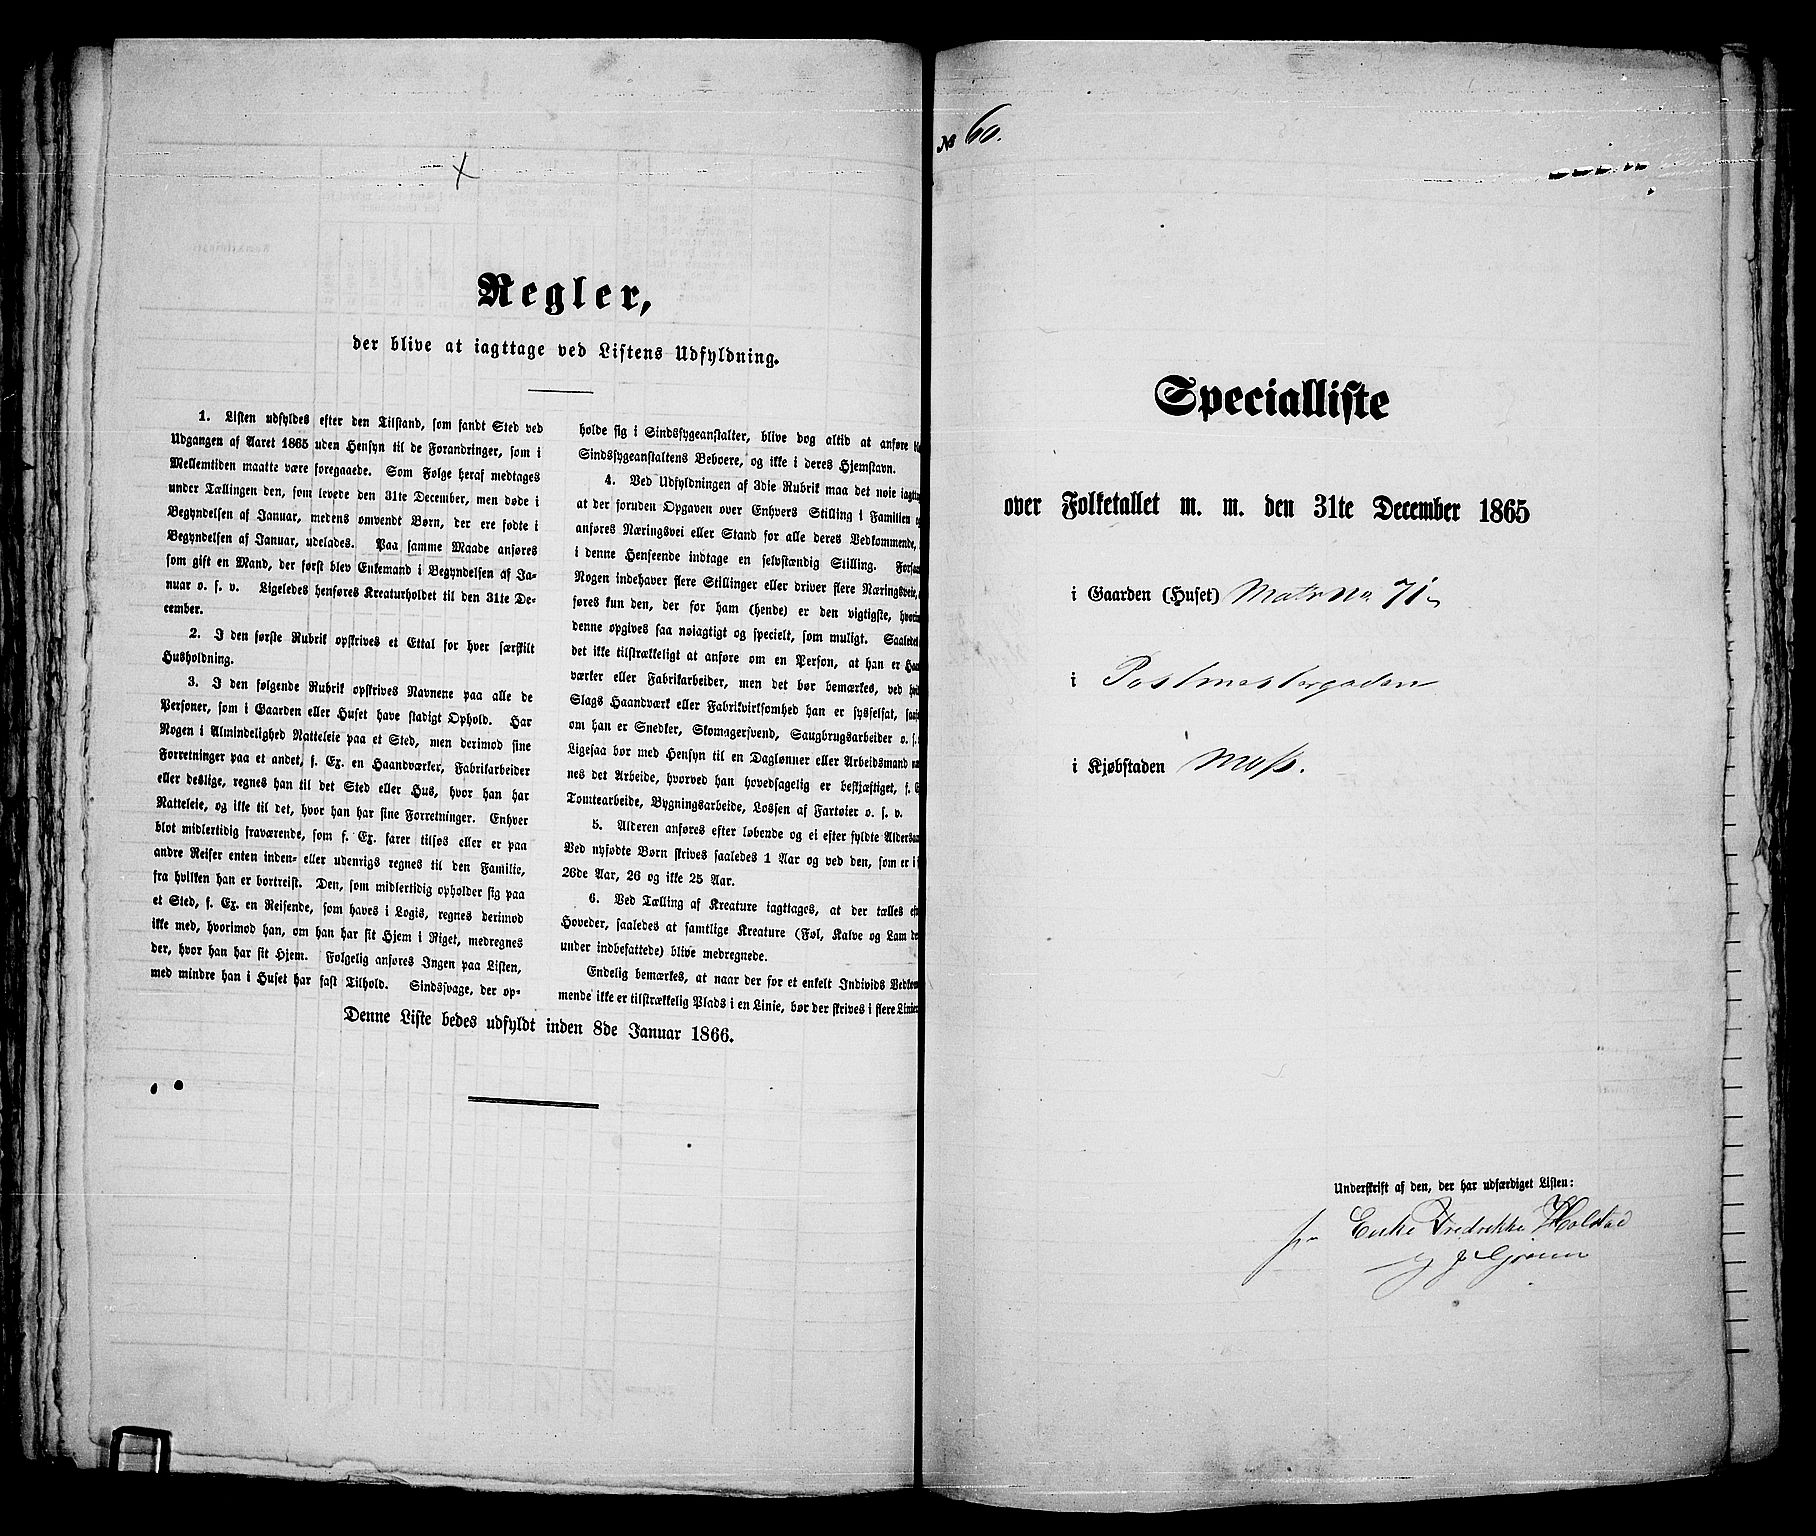 Regler,
der blive at iagttage ved Listens Udfyldning.
1. Listen udfyldes efter den Tilstand, som fandt Sted ved
Udgangen af Aaret 1865 uden Hensyn til de Forandringer, som i
Mellemtiden maatte være foregaaede. Som Følge heraf medtages
under Tællingen den, som levede den 31te December, men døde i
Begyndelsen af Januar, medens omvendt Børn, der ere fødte i
Begyndelsen af Januar, udelades. Paa samme Maade anføres
som gift en Mand, der først blev Enkemand i Begyndelsen af Ja-
nuar o. s. v. Ligeledes henføres Kreaturholdet til den 31te De-
cember.
2. I den første Rubrik opskrives et Ettal for hver særskilt
Husholdning.
3. I den følgende Rubrik opskrives Navnene paa alle de
Personer, som i Gaarden eller Huset have stadigt Ophold. Har
Nogen i Almindelighed Natteleie paa et Sted, men derimod sine
Forretninger paa et andet, f. Ex. en Haandværker, Fabrikarbeider
eller deslige, regnes han til det Sted eller Hus, hvor han har
Natteleie, og ikke til det, hvor han har sine Forretninger. Enhver
blot midlertidig fraværende, som f. Ex. farer tilsøs eller er paa
andre Reiser enten inden- eller udenrigs regnes til den Familie,
fra hvilken han er bortreist. Den, som midlertidig opholder sig paa
et Sted, f. Ex. en Reisende, som haves i Logis, regnes derimod
ikke med, hvorimod han, om han har sit Hjem i Riget, medregnes
der, hvor han har sit Hjem. Følgelig anføres Ingen paa Listen,
med mindre han i Huset har fast Tilhold. Sindssvage, der op-
holde sig i Sindssygeanstalter, blive dog altid at anføre
Sindssygeanstaltens Beboere, og ikke i deres Hjemstavn.
4. Ved Udfyldningen af 3die Rubrik maa det nøie iagtta
at der foruden Opgaven over Enhvers Stilling i Familien
anføres Næringsvei eller Stand for alle deres Vedkommende,
i denne Henseende indtage en selvstændig Stilling. Forsaa
Nogen indehaver flere Stillinger eller driver flere Næringsveie,
føres kun den, der for ham (hende) er den vigtigste, hvorim
denne opgives saa nøiagtigt og specielt, som muligt. Saalede
det ikke tilstrækkeligt at anføre om en Person, at han er Haa
værker eller Fabrikarbeider, men det bør bemærkes, ved hvi
Slags Haandværk eller Fabrikvirksomhed han er sysselsat, saa
om han er Snedker, Skomagersvend, Saugbrugsarbeider o. s.
Ligesaa bør med Hensyn til en Daglønner eller Arbeidsmand
nes det Arbeide, hvorved han hovedsagelig er beskjæftiget, f. E
Tomtearbeide, Bygningsarbeide, Lossen af Fartøier o. s. v.
5. Alderen anføres efter løbende og ei efter fyldte Aldersaa
Ved nyfødte Børn skrives saaledes 1 Aar og ved den, som er i
26de Aar, 26 og ikke 25 Aar.
6. Ved Tælling af Kreature iagttages, at der tælles ef
Hoveder, saaledes at samtlige Kreature (Føl, Kalve og Lam de
under indbefattede) blive medregnede.
Endelig bemærkes, at naar der for et enkelt Individs Vedkom
mende ikke er tilstrækkelig Plads i en Linie, bør der skrives i flere Linier
Denne Liste bedes udfyldt inden 8de Januar 1866.
№ 60.
Specialliste
over Folketallet m. m. den 31te December 1865
i Gaarden (Huset) Matr No 71
i Postmestergaden
i Kjøbstaden Moss.
Underskrift af den, der har udfærdiget Listen:
for Enke Fredrikke Holstad